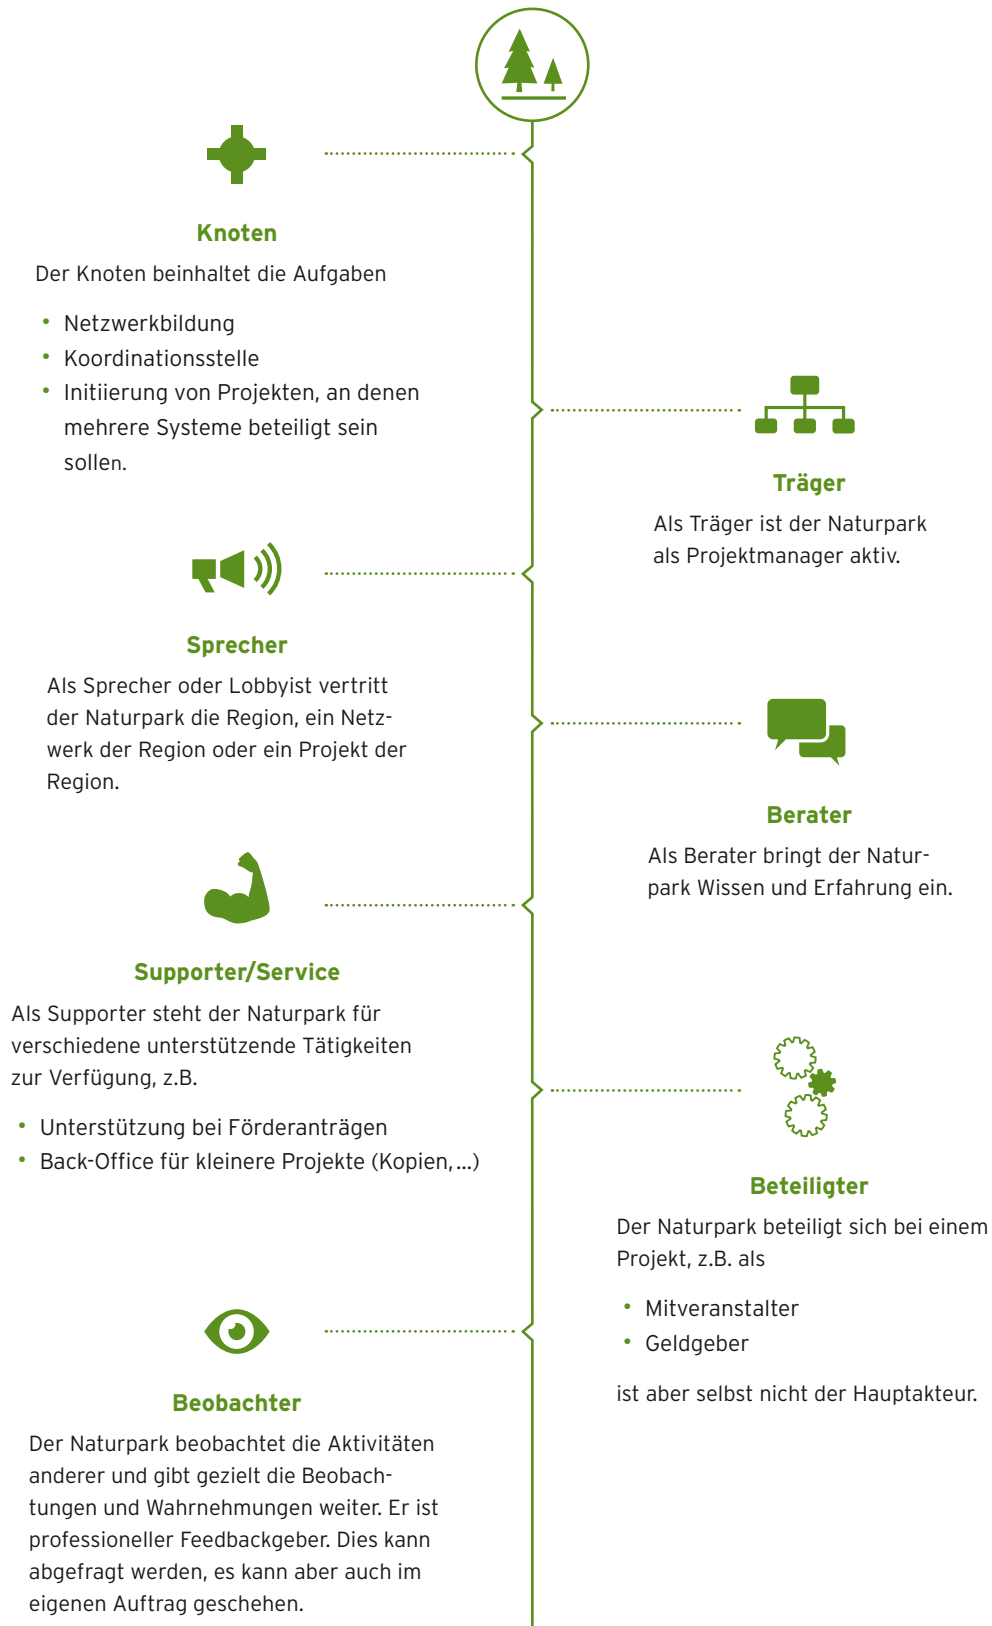 Knoten
Der Knoten beinhaltet die Aufgaben
• Netzwerkbildung
• Koordinationsstelle
• Initiierung von Projekten, an denen
mehrere Systeme beteiligt sein
sollen.
Träger
Als Träger ist der Naturpark
als Projektmanager aktiv.
Sprecher
Als Sprecher oder Lobbyist vertritt
der Naturpark die Region, ein Netz-
werk der Region oder ein Projekt der
Region.
Berater
Als Berater bringt der Natur-
park Wissen und Erfahrung ein.
Supporter/Service
Als Supporter steht der Naturpark für
verschiedene unterstützende Tätigkeiten
zur Verfügung, z.B.
• Unterstützung bei Förderanträgen
• Back-Office für kleinere Projekte (Kopien, ...)
Beteiligter
Der Naturpark beteiligt sich bei einem
Projekt, z.B. als
• Mitveranstalter
• Geldgeber
ist aber selbst nicht der Hauptakteur.
Beobachter
Der Naturpark beobachtet die Aktivitäten
anderer und gibt gezielt die Beobach-
tungen und Wahrnehmungen weiter. Er ist
professioneller Feedbackgeber. Dies kann
abgefragt werden, es kann aber auch im
eigenen Auftrag geschehen.